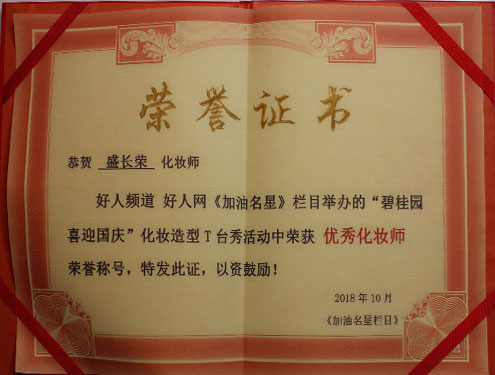 荣誉证书
恭贺 盛长荣 化妆师
好人频道 好人网《加油名星》栏目举办的“碧桂园
喜迎国庆”化妆造型T台秀活动中荣获 优秀化妆师
荣誉称号，特发此证，以资鼓励！
2018年10月
《加油名星栏目》